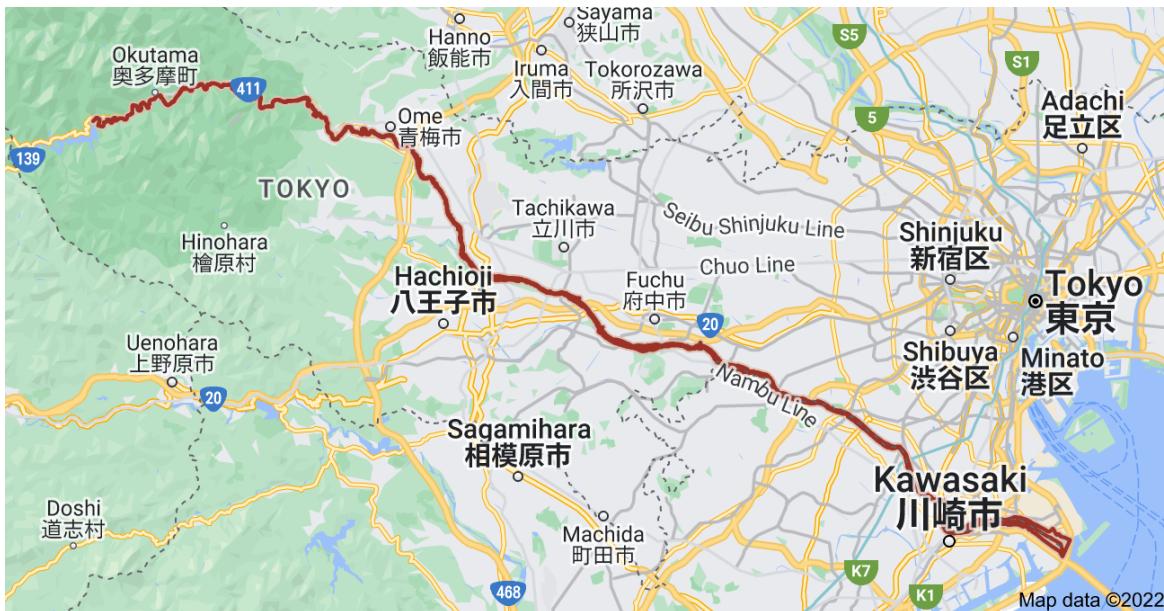 Sayama
狭山市
Hanno
飯能市
S5
S1
Okutama
奥多摩町
Iruma
入間市
Tokorozawa
所沢市
411
Adachi
足立区
5
Ome
青梅市
139
TOKYO
Tachikawa
立川市
Seibu Shinjuku Line
Hinohara
檜原村
Shinjuku
新宿区
Chuo Line
Hachioji
八王子市
Fuchu
府中市
Tokyo
東京
20
Uenohara
上野原市
Shibuya
渋谷区
Minato
港区
Nambu Line
20
Sagamihara
相模原市
Kawasaki
川崎市
Doshi
道志村
Machida
町田市
K7
468
K1
Map data ©2022